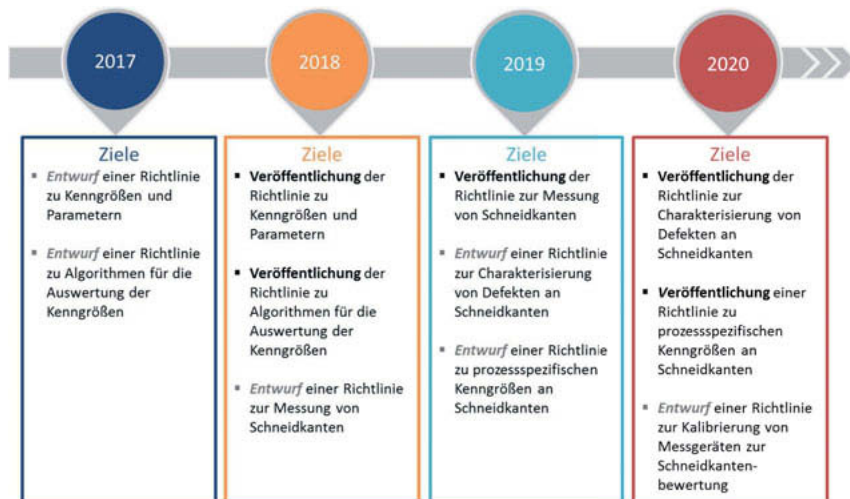 2017
2018
2019
2020
Ziele
Entwurf einer Richtlinie
zu Kenngrößen und
Parametern
Entwurf einer Richtlinie
zu Algorithmen für die
Auswertung der
Kenngrößen
Ziele
Veröffentlichung der
Richtlinie zu
Kenngrößen und
Parametern
Veröffentlichung der
Richtlinie zu
Algorithmen für die
Auswertung der
Kenngrößen
Entwurf einer Richtlinie
zur Messung von
Schneidkanten
Ziele
Veröffentlichung der
Richtlinie zur Messung
von Schneidkanten
Entwurf einer Richtlinie
zur Charakterisierung
von Defekten an
Schneidkanten
Entwurf einer Richtlinie
zu prozessspezifischen
Kenngrößen an
Schneidkanten
Ziele
Veröffentlichung der
Richtlinie zur
Charakterisierung von
Defekten an
Schneidkanten
Veröffentlichung einer
Richtlinie zu
prozessspezifischen
Kenngrößen an
Schneidkanten
Entwurf einer Richtlinie
zur Kalibrierung von
Messgeräten zur
Schneidkanten-
bewertung